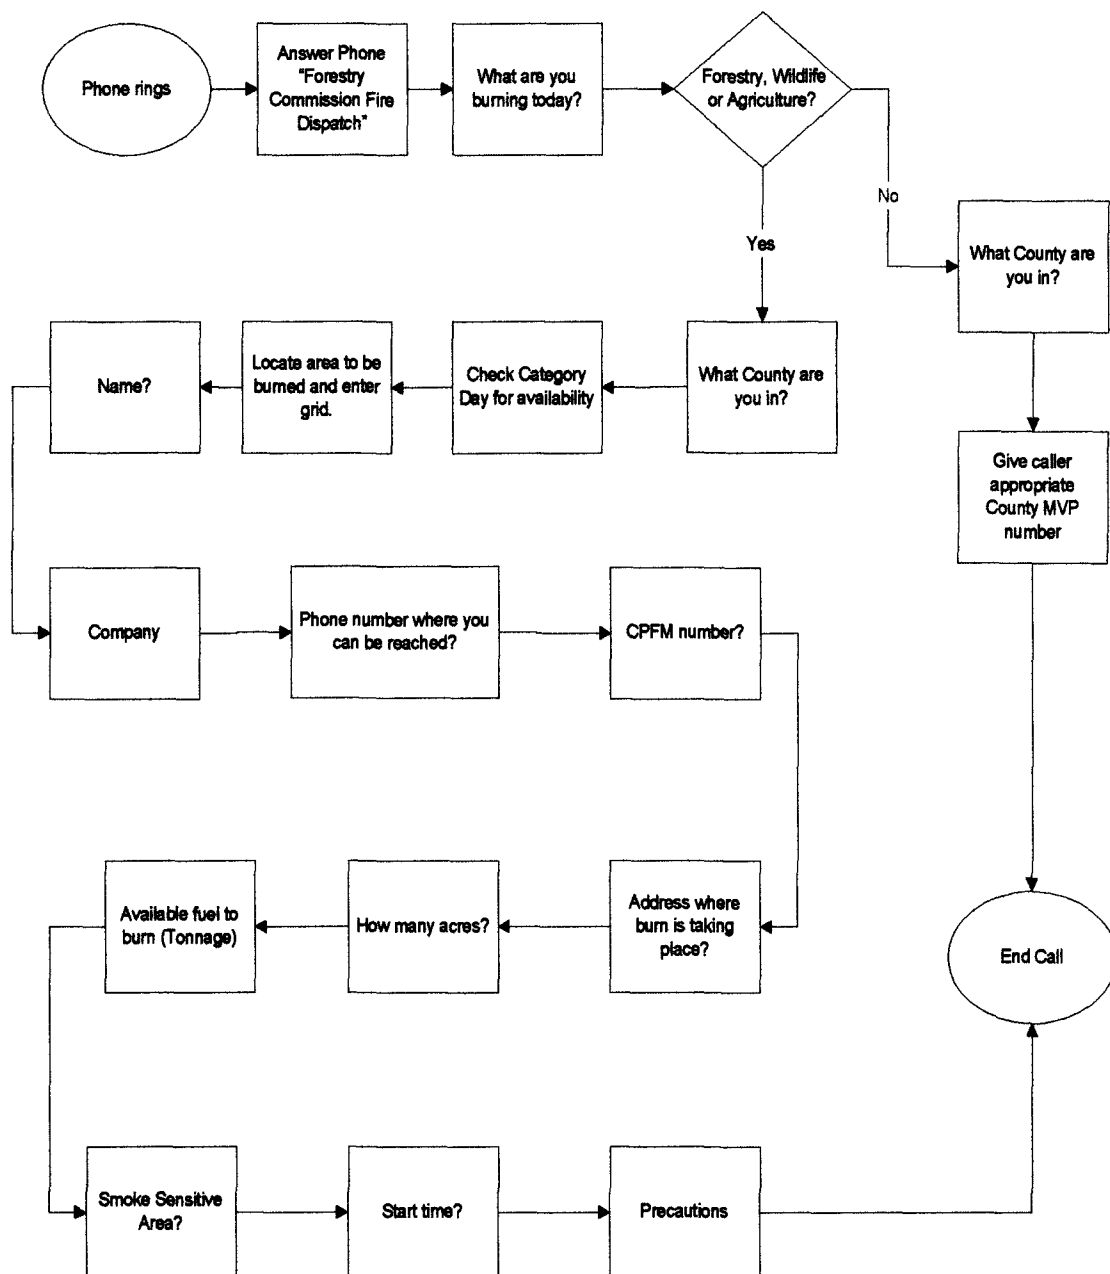 Phone rings
Answer Phone
"Forestry
Commission Fire
Dispatch"
What are you
burning today?
Forestry, Wildlife
or Agriculture?
No
Yes
What County are
you in?
Name?
Locate area to be
burned and enter
grid.
Check Category
Day for availability
What County are
you in?
Give caller
appropriate
County MVP
number
Company
Phone number where you
can be reached?
CPFM number?
Available fuel to
burn (Tonnage)
How many acres?
Address where
burn is taking
place?
End Call
Smoke Sensitive
Area?
Start time?
Precautions